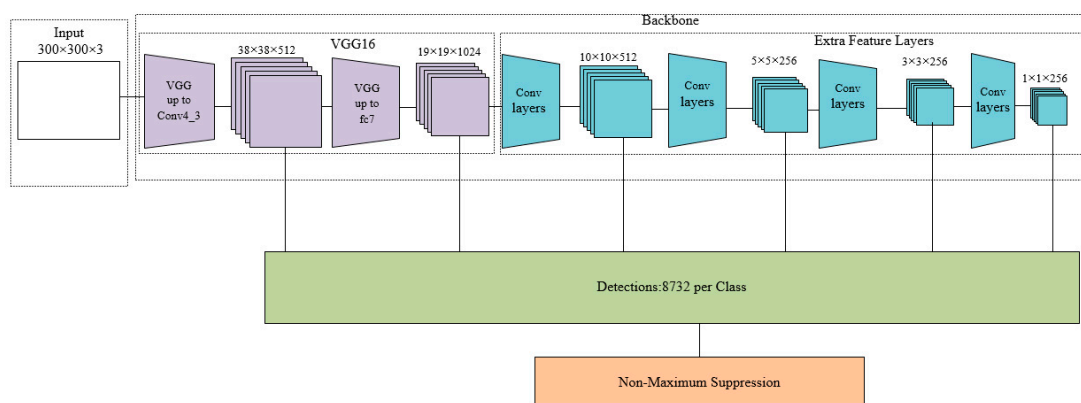 Backbone
Input
300×300×3
VGG16
Extra Feature Layers
38×38×512
19×19×1024
10×10×512
5×5×256
3×3×256
1×1×256
VGG
up to
Conv4_3
VGG
up to
fc7
Conv
layers
Conv
layers
Conv
layers
Conv
layers
Detections:8732 per Class
Non-Maximum Suppression